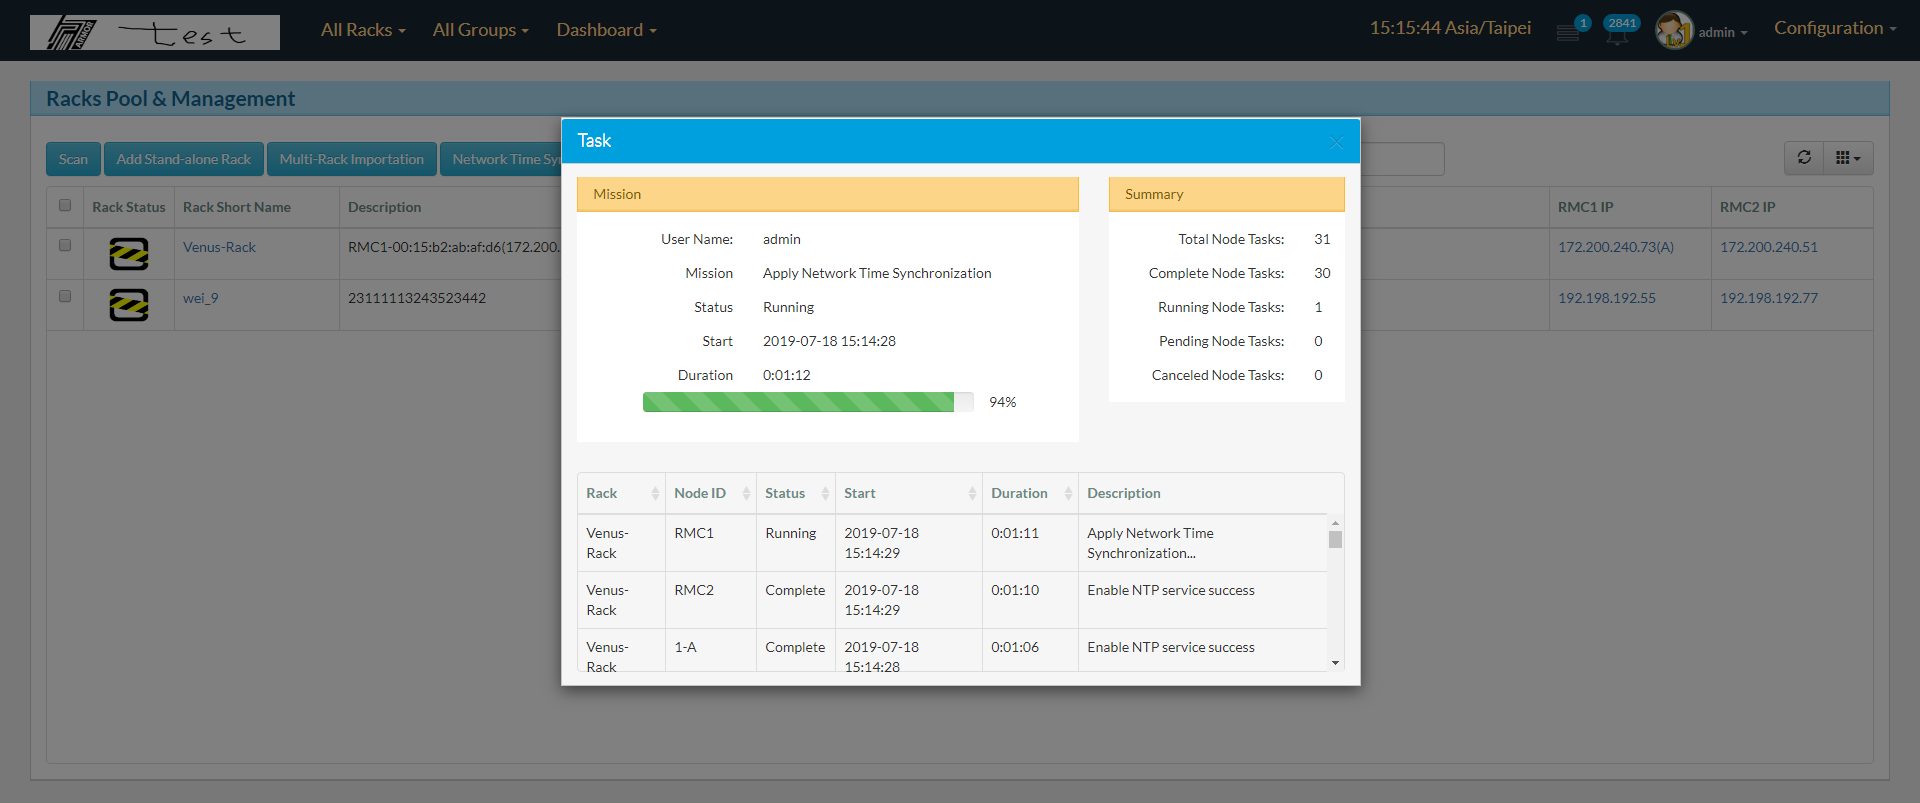 ARMOR test All Racks All Groups Dashboard 15:15:44 Asia/Taipei 1 2841 admin Configuration
Racks Pool & Management
Task
Scan Add Stand-alone Rack Multi-Rack Importation Network Time Sy
Mission
User Name: admin
Mission Apply Network Time Synchronization
Status Running
Start 2019-07-18 15:14:28
Duration 0:01:12
94%
Summary
Total Node Tasks: 31
Complete Node Tasks: 30
Running Node Tasks: 1
Pending Node Tasks: 0
Canceled Node Tasks: 0
Rack Status Rack Short Name Description RMC1 IP RMC2 IP
Venus-Rack RMC1-00:15:b2:ab:af:d6(172.200. 172.200.240.73(A) 172.200.240.51
wei_9 23111113243523442 192.198.192.55 192.198.192.77
Rack Node ID Status Start Duration Description
Venus- RMC1 Running 2019-07-18 0:01:11 Apply Network Time
Rack 15:14:29 Synchronization...
Venus- RMC2 Complete 2019-07-18 0:01:10 Enable NTP service success
Rack 15:14:29
Venus- 1-A Complete 2019-07-18 0:01:06 Enable NTP service success
Rack 15:14:28